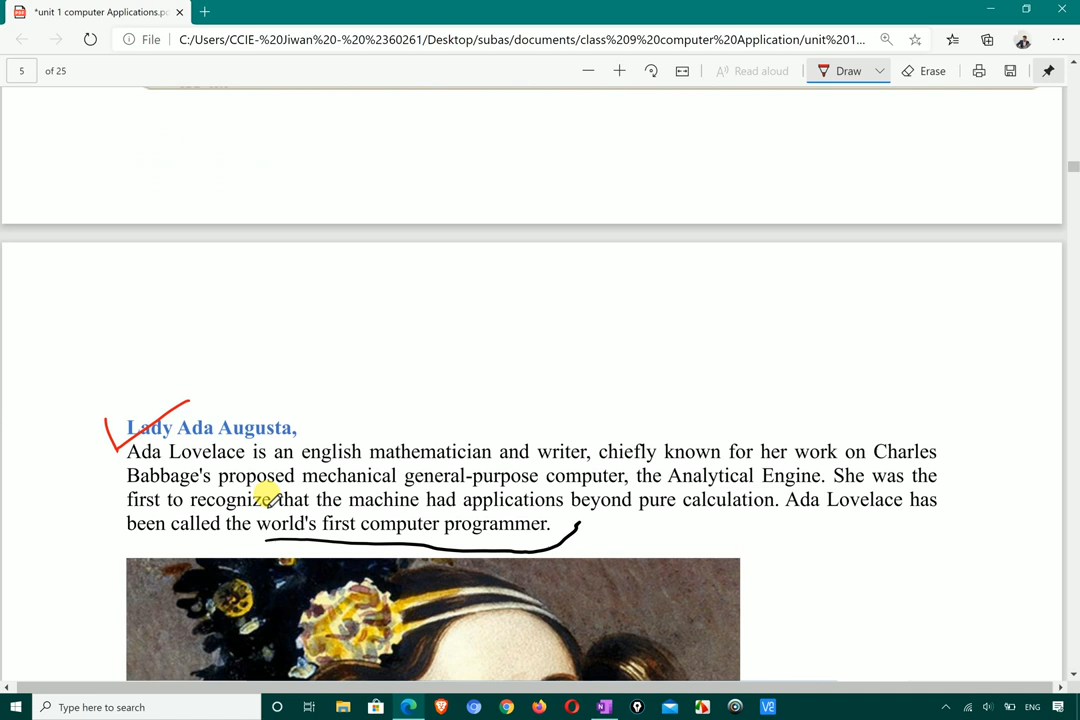 *unit 1 computer Applications.pc
File
C:/Users/CCIE-%20Jiwan%20-%20%2360261/Desktop/subas/documents/class%209%20computer%20Application/unit%201...
5 of 25
Read aloud
Draw
Erase
Lady Ada Augusta,
Ada Lovelace is an english mathematician and writer, chiefly known for her work on Charles
Babbage's proposed mechanical general-purpose computer, the Analytical Engine. She was the
first to recognize that the machine had applications beyond pure calculation. Ada Lovelace has
been called the world's first computer programmer.
Type here to search
ENG